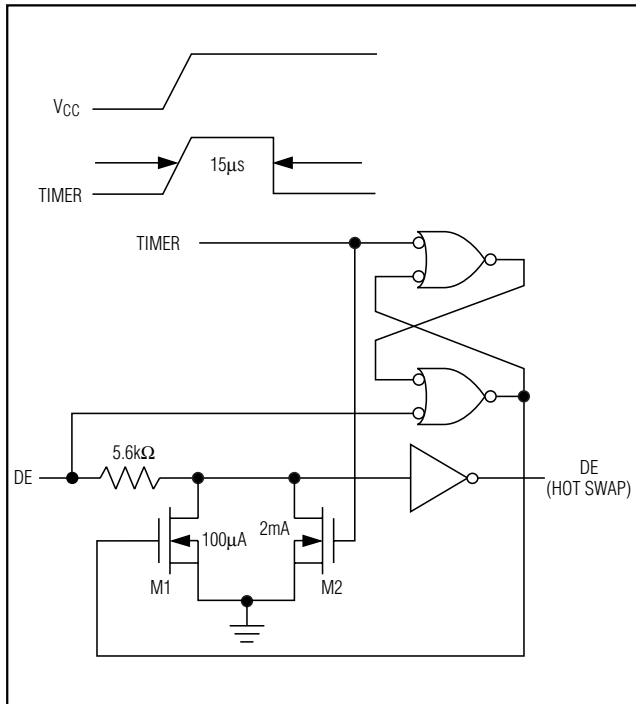 VCC
15μs
TIMER
TIMER
5.6kΩ
DE
DE
(HOT SWAP)
100μA
2mA
M1
M2